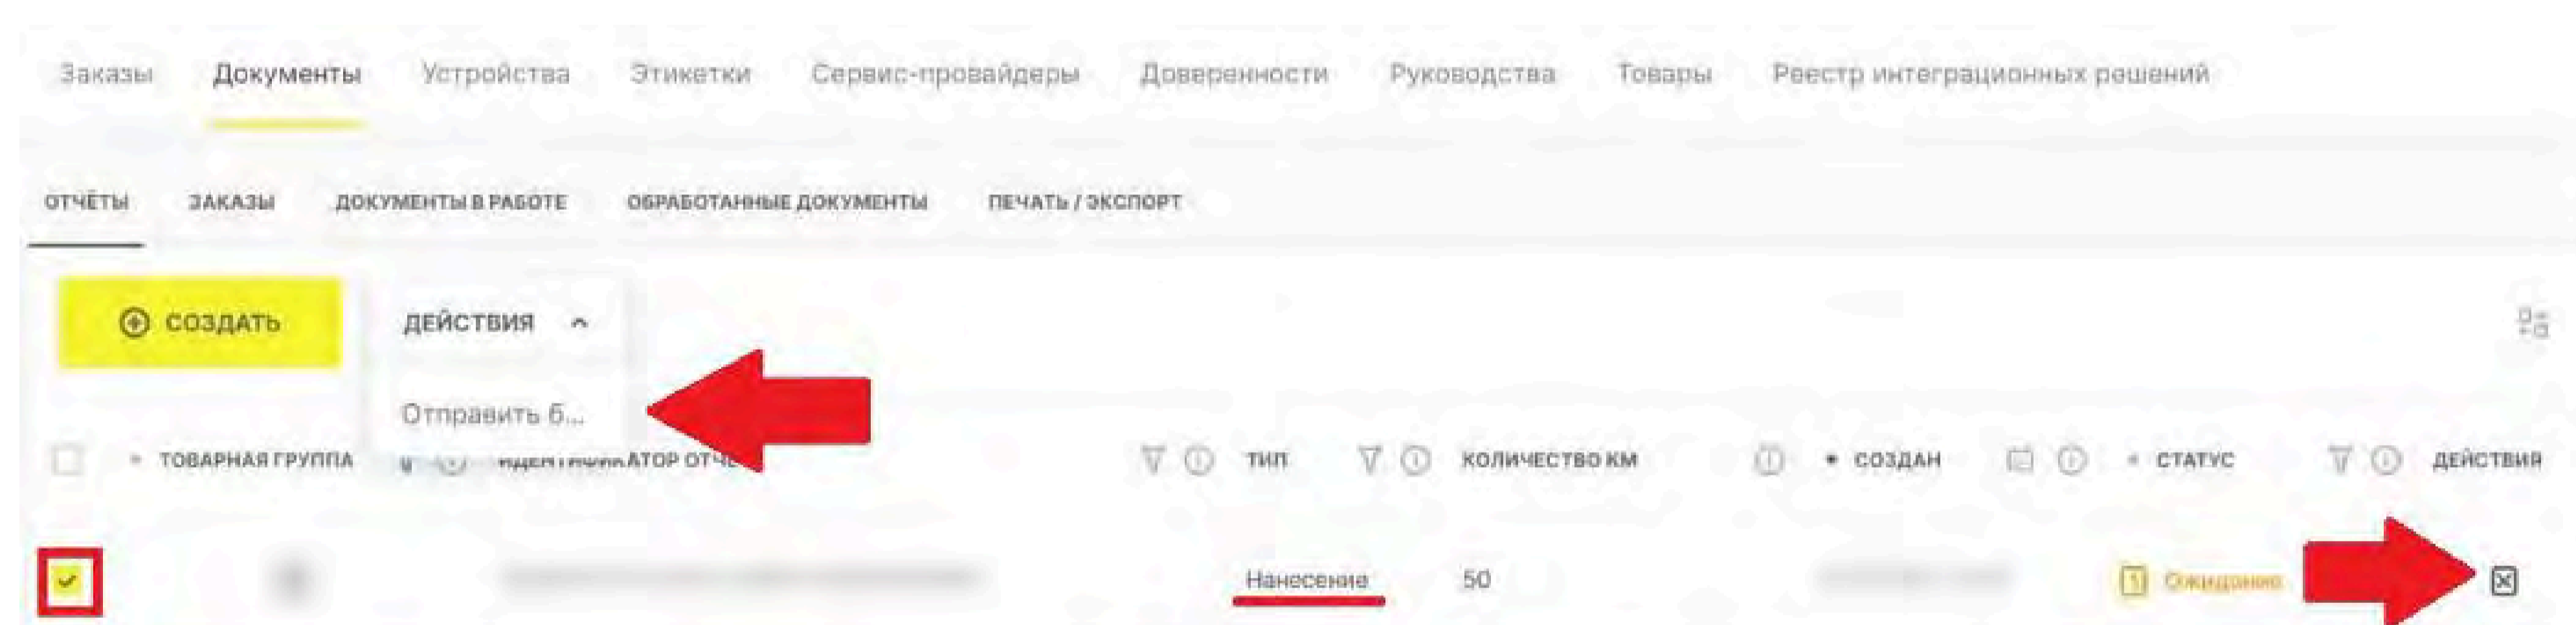 Заказы Документы Устройства Этикетки Сервис-провайдеры Доверенности Руководства Товары Реестр интеграционных решений
ОТЧЁТЫ ЗАКАЗЫ ДОКУМЕНТЫ В РАБОТЕ ОБРАБОТАННЫЕ ДОКУМЕНТЫ ПЕЧАТЬ / ЭКСПОРТ
СОЗДАТЬ ДЕЙСТВИЯ
Отправить б...
ТОВАРНАЯ ГРУППА ТИП КОЛИЧЕСТВО КМ СОЗДАН СТАТУС ДЕЙСТВИЯ
Нанесение 50 Ожидание